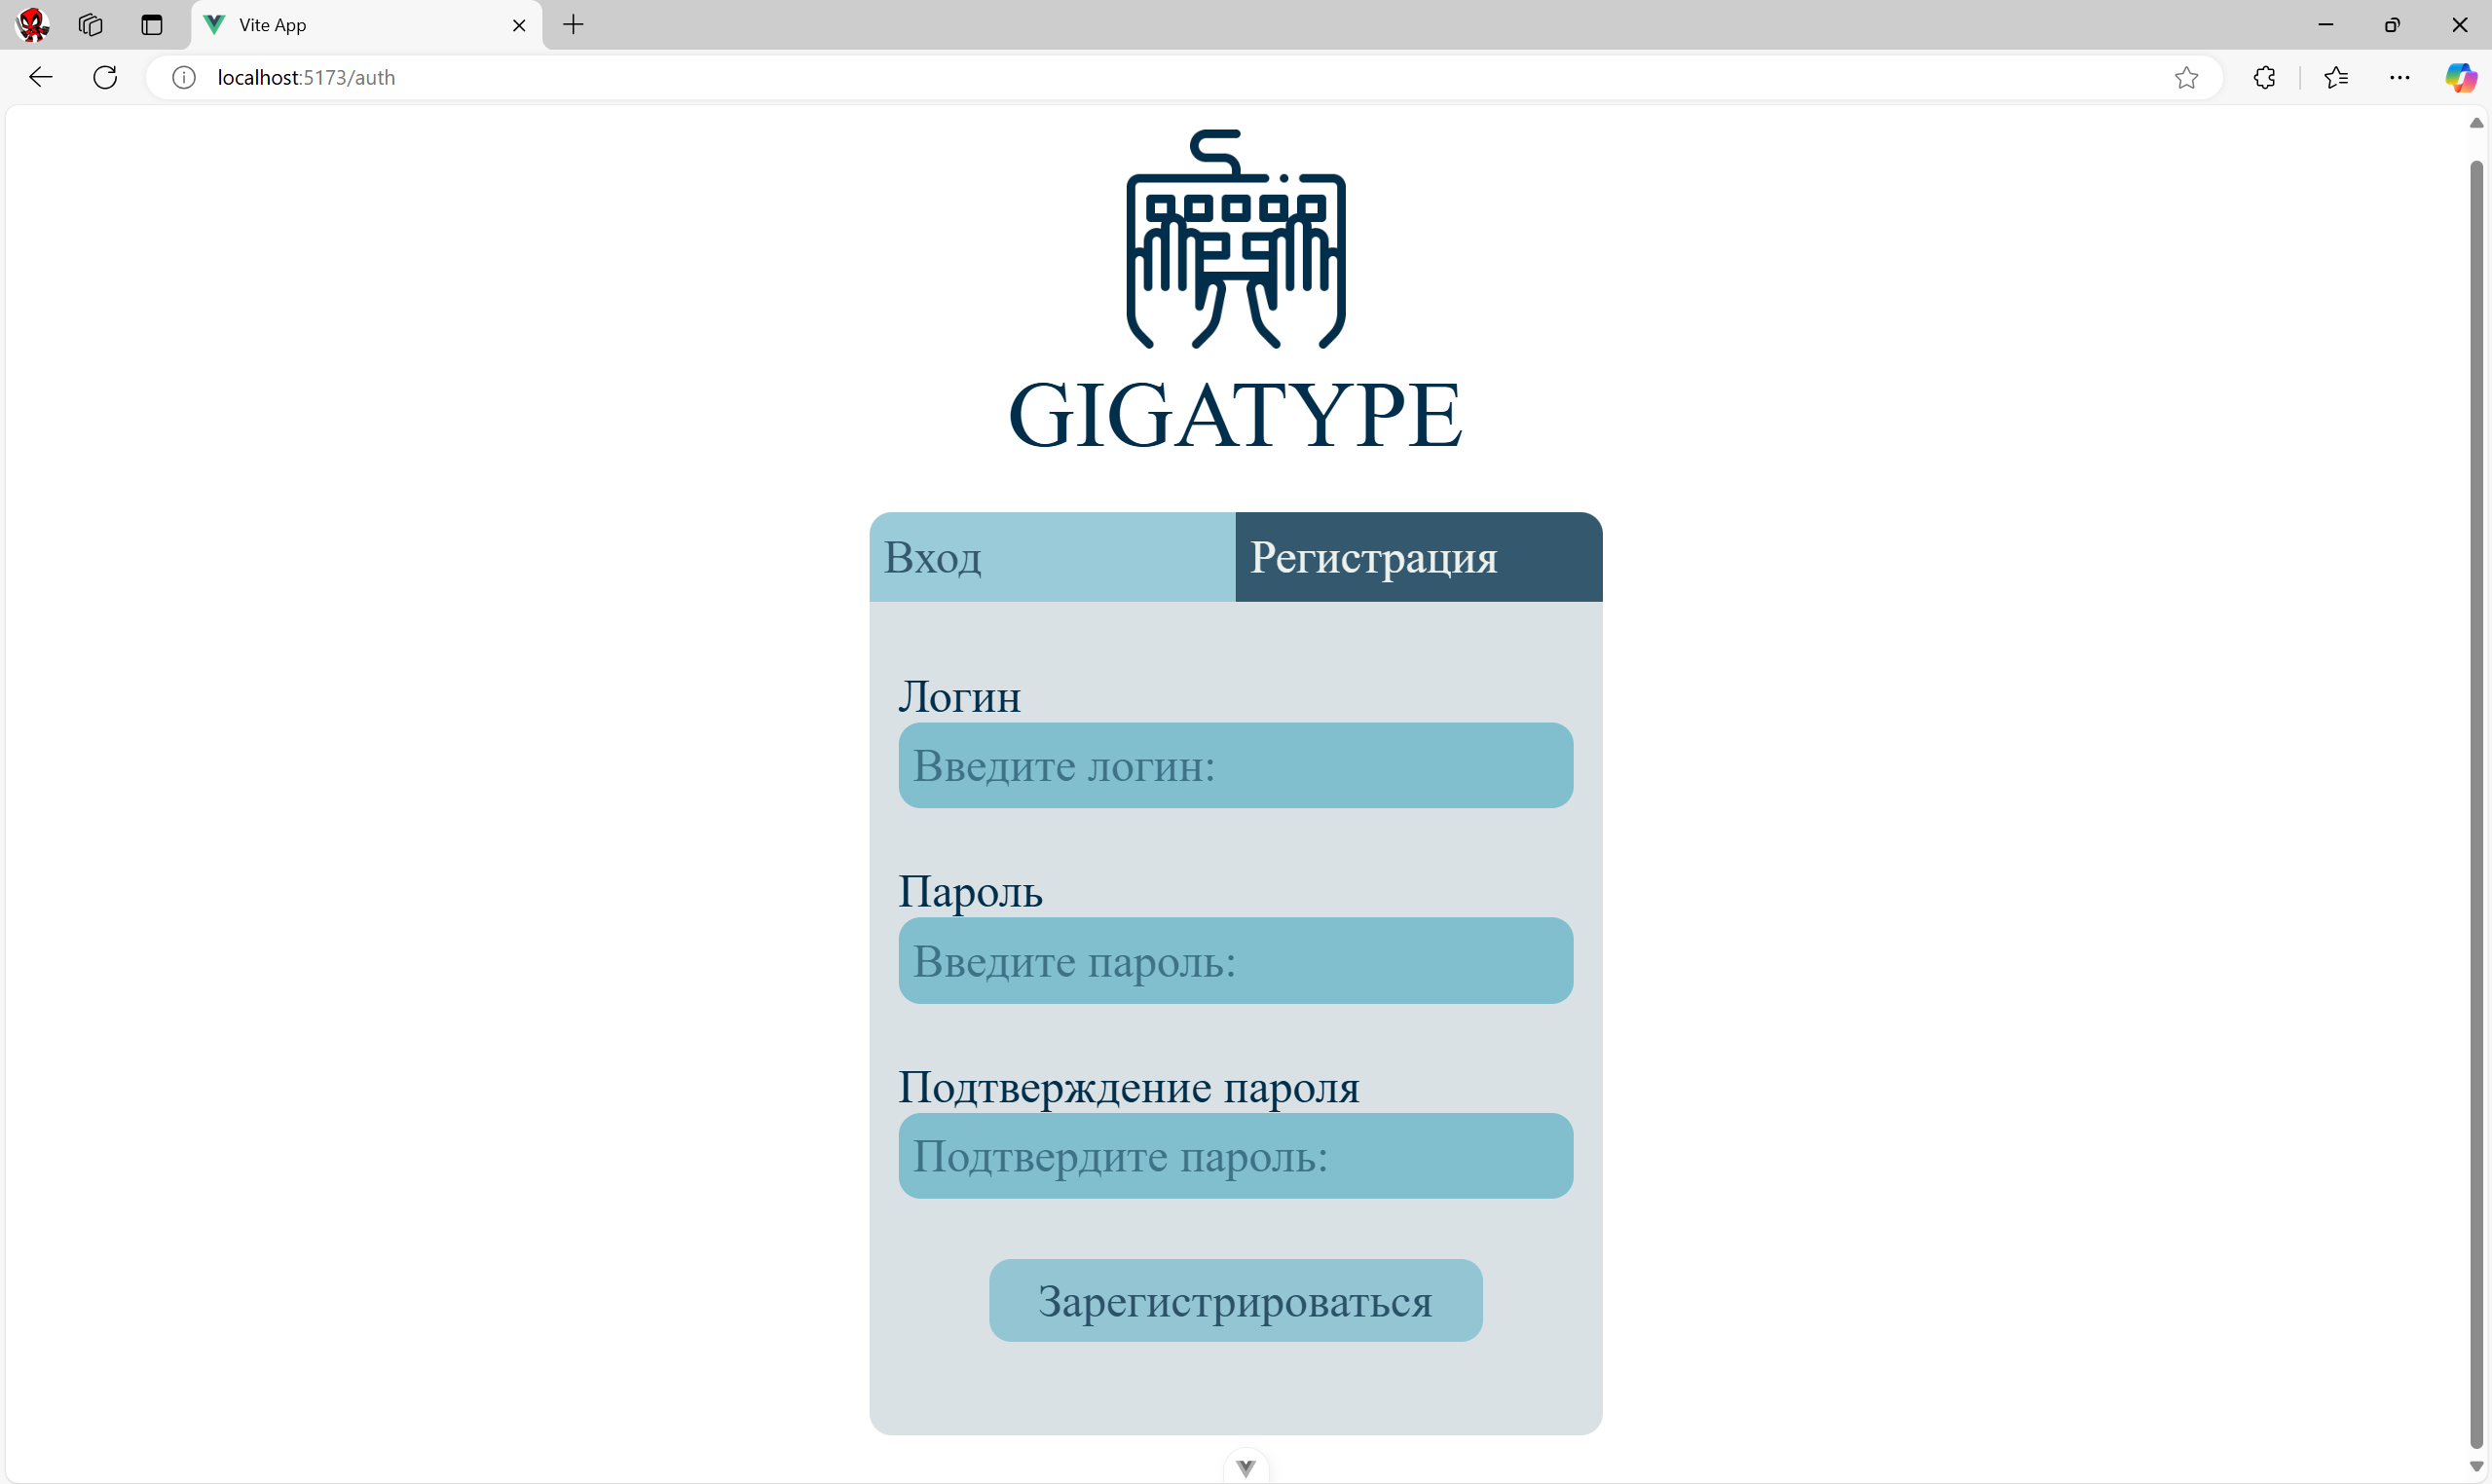 Vite App
localhost:5173/auth
GIGATYPE
Вход
Регистрация
Логин
Введите логин:
Пароль
Введите пароль:
Подтверждение пароля
Подтвердите пароль:
Зарегистрироваться